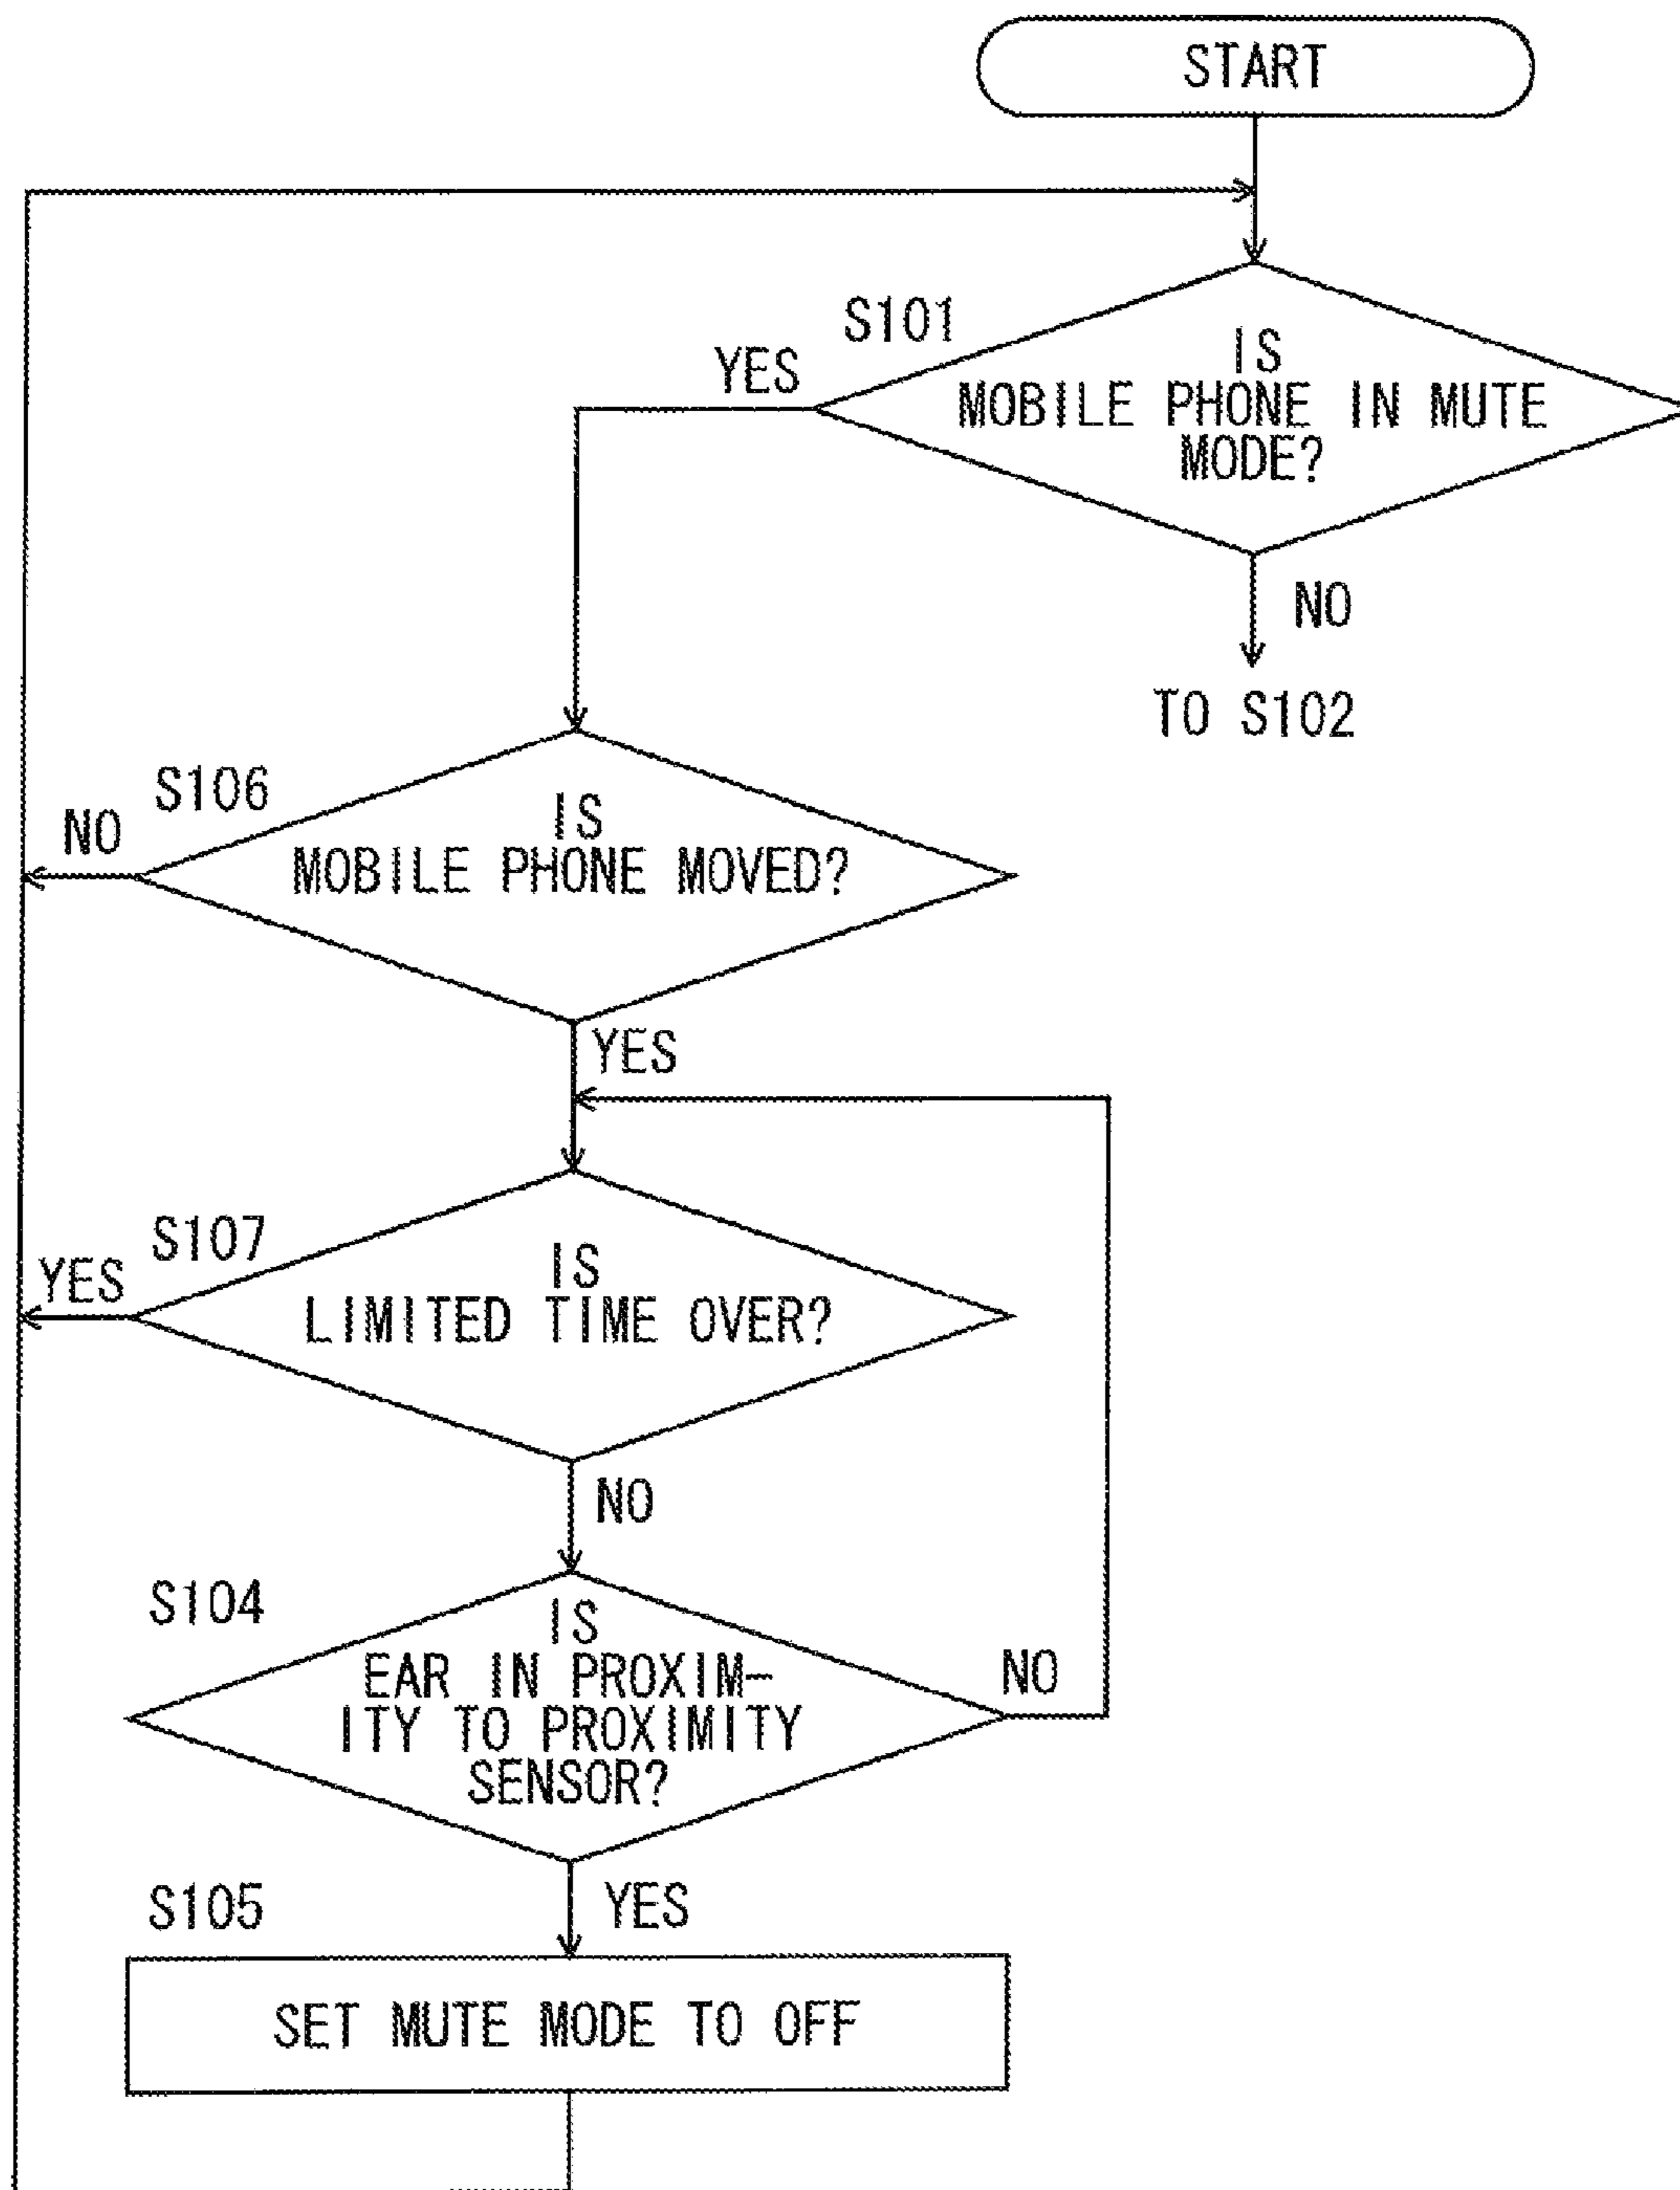 START
S101
YES
IS
MOBILE PHONE IN MUTE
MODE?
NO
TO S102
S106
NO
IS
MOBILE PHONE MOVED?
YES
S107
YES
IS
LIMITED TIME OVER?
NO
S104
IS
EAR IN PROXIM-
ITY TO PROXIMITY
SENSOR?
NO
S105
YES
SET MUTE MODE TO OFF